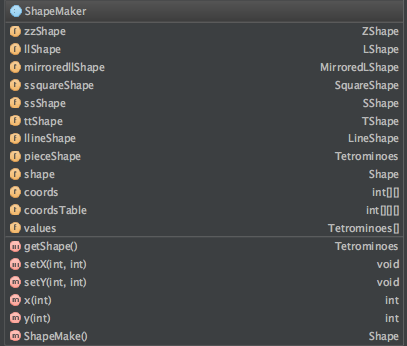 ShapeMaker
zzShape ZShape
llShape LShape
mirroredllShape MirroredLShape
ssquareShape SquareShape
ssShape SShape
ttShape TShape
llineShape LineShape
pieceShape Tetrominoes
shape Shape
coords int[][]
coordsTable int[][][]
values Tetrominoes[]
getShape() Tetrominoes
setX(int, int) void
setY(int, int) void
x(int) int
y(int) int
ShapeMake() Shape